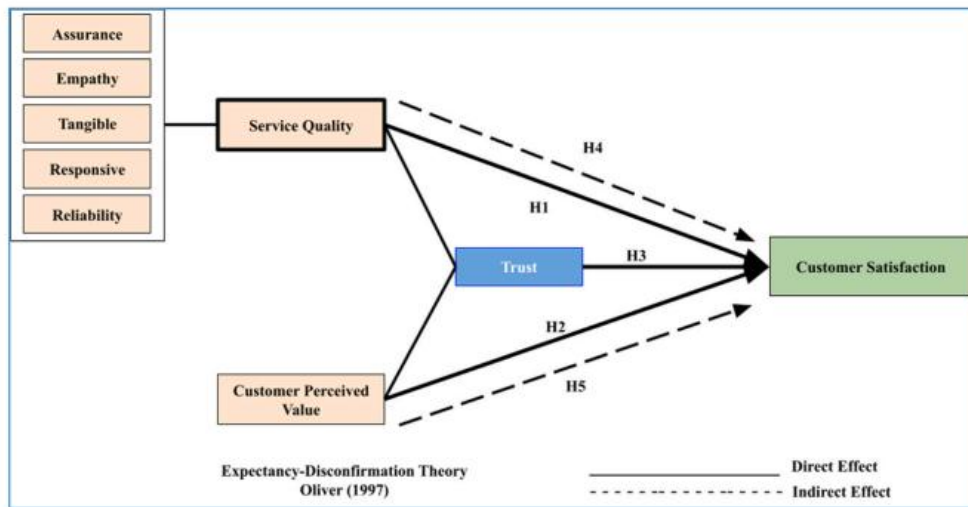 Assurance
Empathy
Tangible
Responsive
Reliability
Service Quality
H4
H1
Trust
H3
Customer Satisfaction
H2
H5
Customer Perceived
Value
Expectancy-Disconfirmation Theory
Oliver (1997)
Direct Effect
Indirect Effect